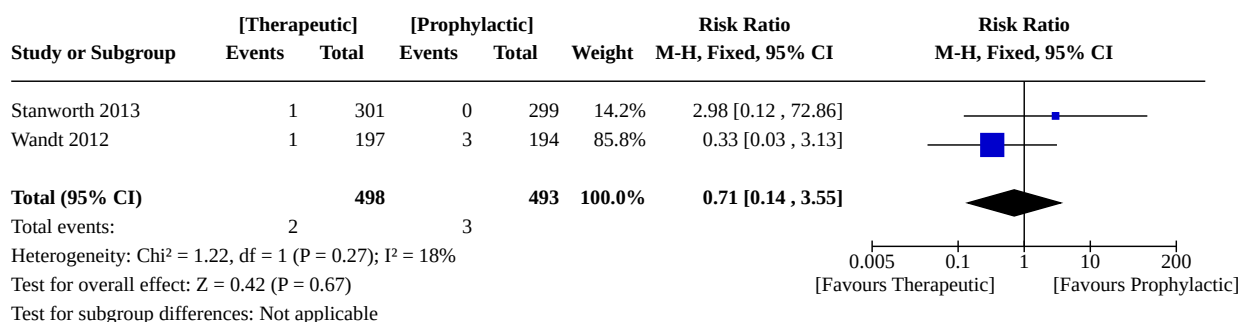 [Therapeutic] [Prophylactic] Risk Ratio Risk Ratio
Study or Subgroup Events Total Events Total Weight M-H, Fixed, 95% CI M-H, Fixed, 95% CI
Stanworth 2013 1 301 0 299 14.2% 2.98 [0.12 , 72.86]
Wandt 2012 1 197 3 194 85.8% 0.33 [0.03 , 3.13]
Total (95% CI) 498 493 100.0% 0.71 [0.14 , 3.55]
Total events: 2 3
Heterogeneity: Chi² = 1.22, df = 1 (P = 0.27); I² = 18%
0.005 0.1 1 10 200
Test for overall effect: Z = 0.42 (P = 0.67) [Favours Therapeutic] [Favours Prophylactic]
Test for subgroup differences: Not applicable